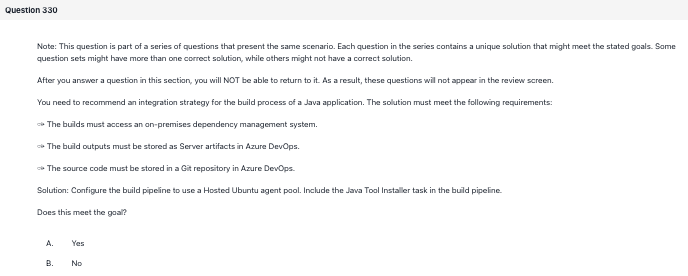 Question 330
Note: This question is part of a series of questions that present the same scenario. Each question in the series contains a unique solution that might meet the stated goals. Some
question sets might have more than one correct solution, while others might not have a correct solution.
After you answer a question in this section, you will NOT be able to return to it. As a result, these questions will not appear in the review screen.
You need to recommend an integration strategy for the build process of a Java application. The solution must meet the following requirements:
⇨ The builds must access an on-premises dependency management system.
⇨ The build outputs must be stored as Server artifacts in Azure DevOps.
⇨ The source code must be stored in a Git repository in Azure DevOps.
Solution: Configure the build pipeline to use a Hosted Ubuntu agent pool. Include the Java Tool Installer task in the build pipeline.
Does this meet the goal?
A. Yes
B. No